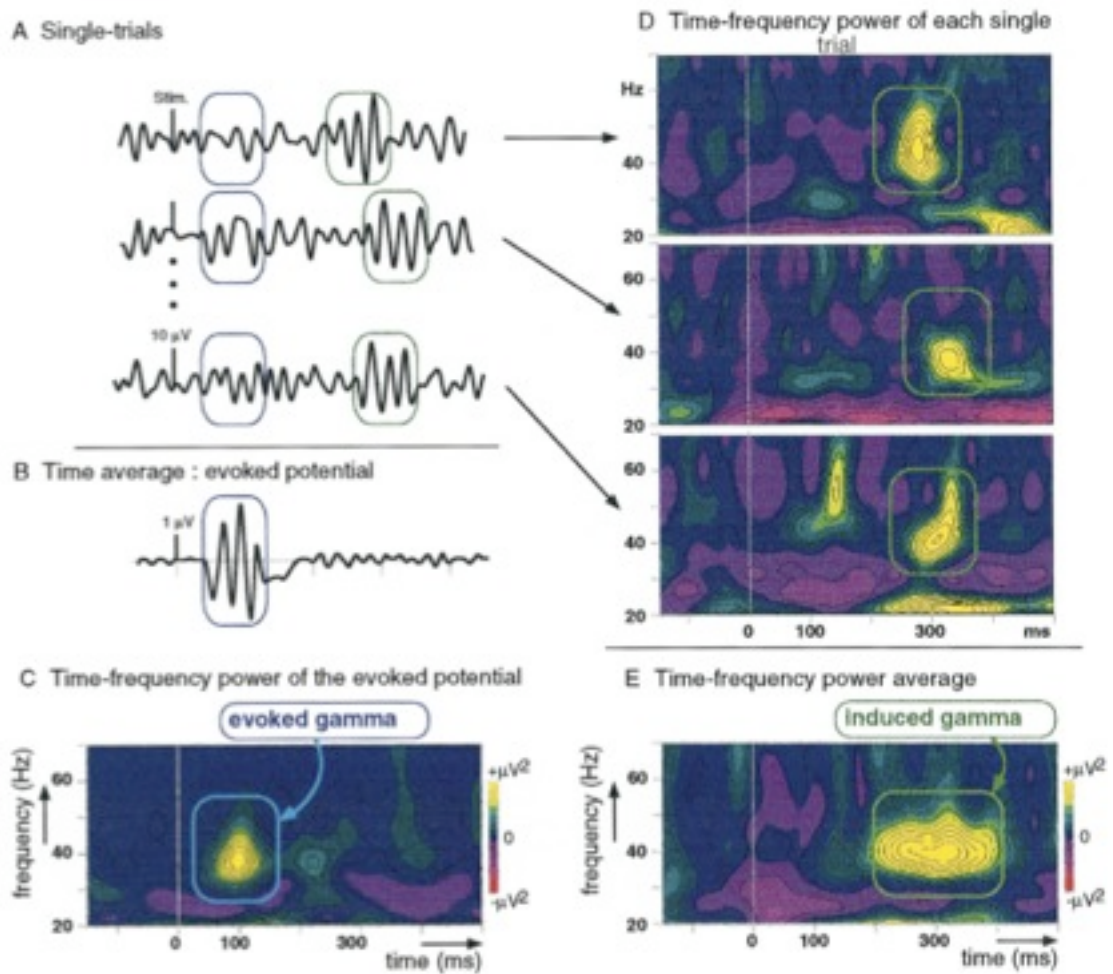 A Single-trials
Stim.
10 µV
B Time average : evoked potential
1 µV
C Time-frequency power of the evoked potential
evoked gamma
frequency (Hz)
60
40
20
0
100
300
time (ms)
+µV2
0
-µV2
D Time-frequency power of each single
trial
Hz
40
20
60
40
20
60
40
20
0
100
300
ms
E Time-frequency power average
Induced gamma
frequency (Hz)
60
40
20
0
100
300
time (ms)
+µV2
0
-µV2